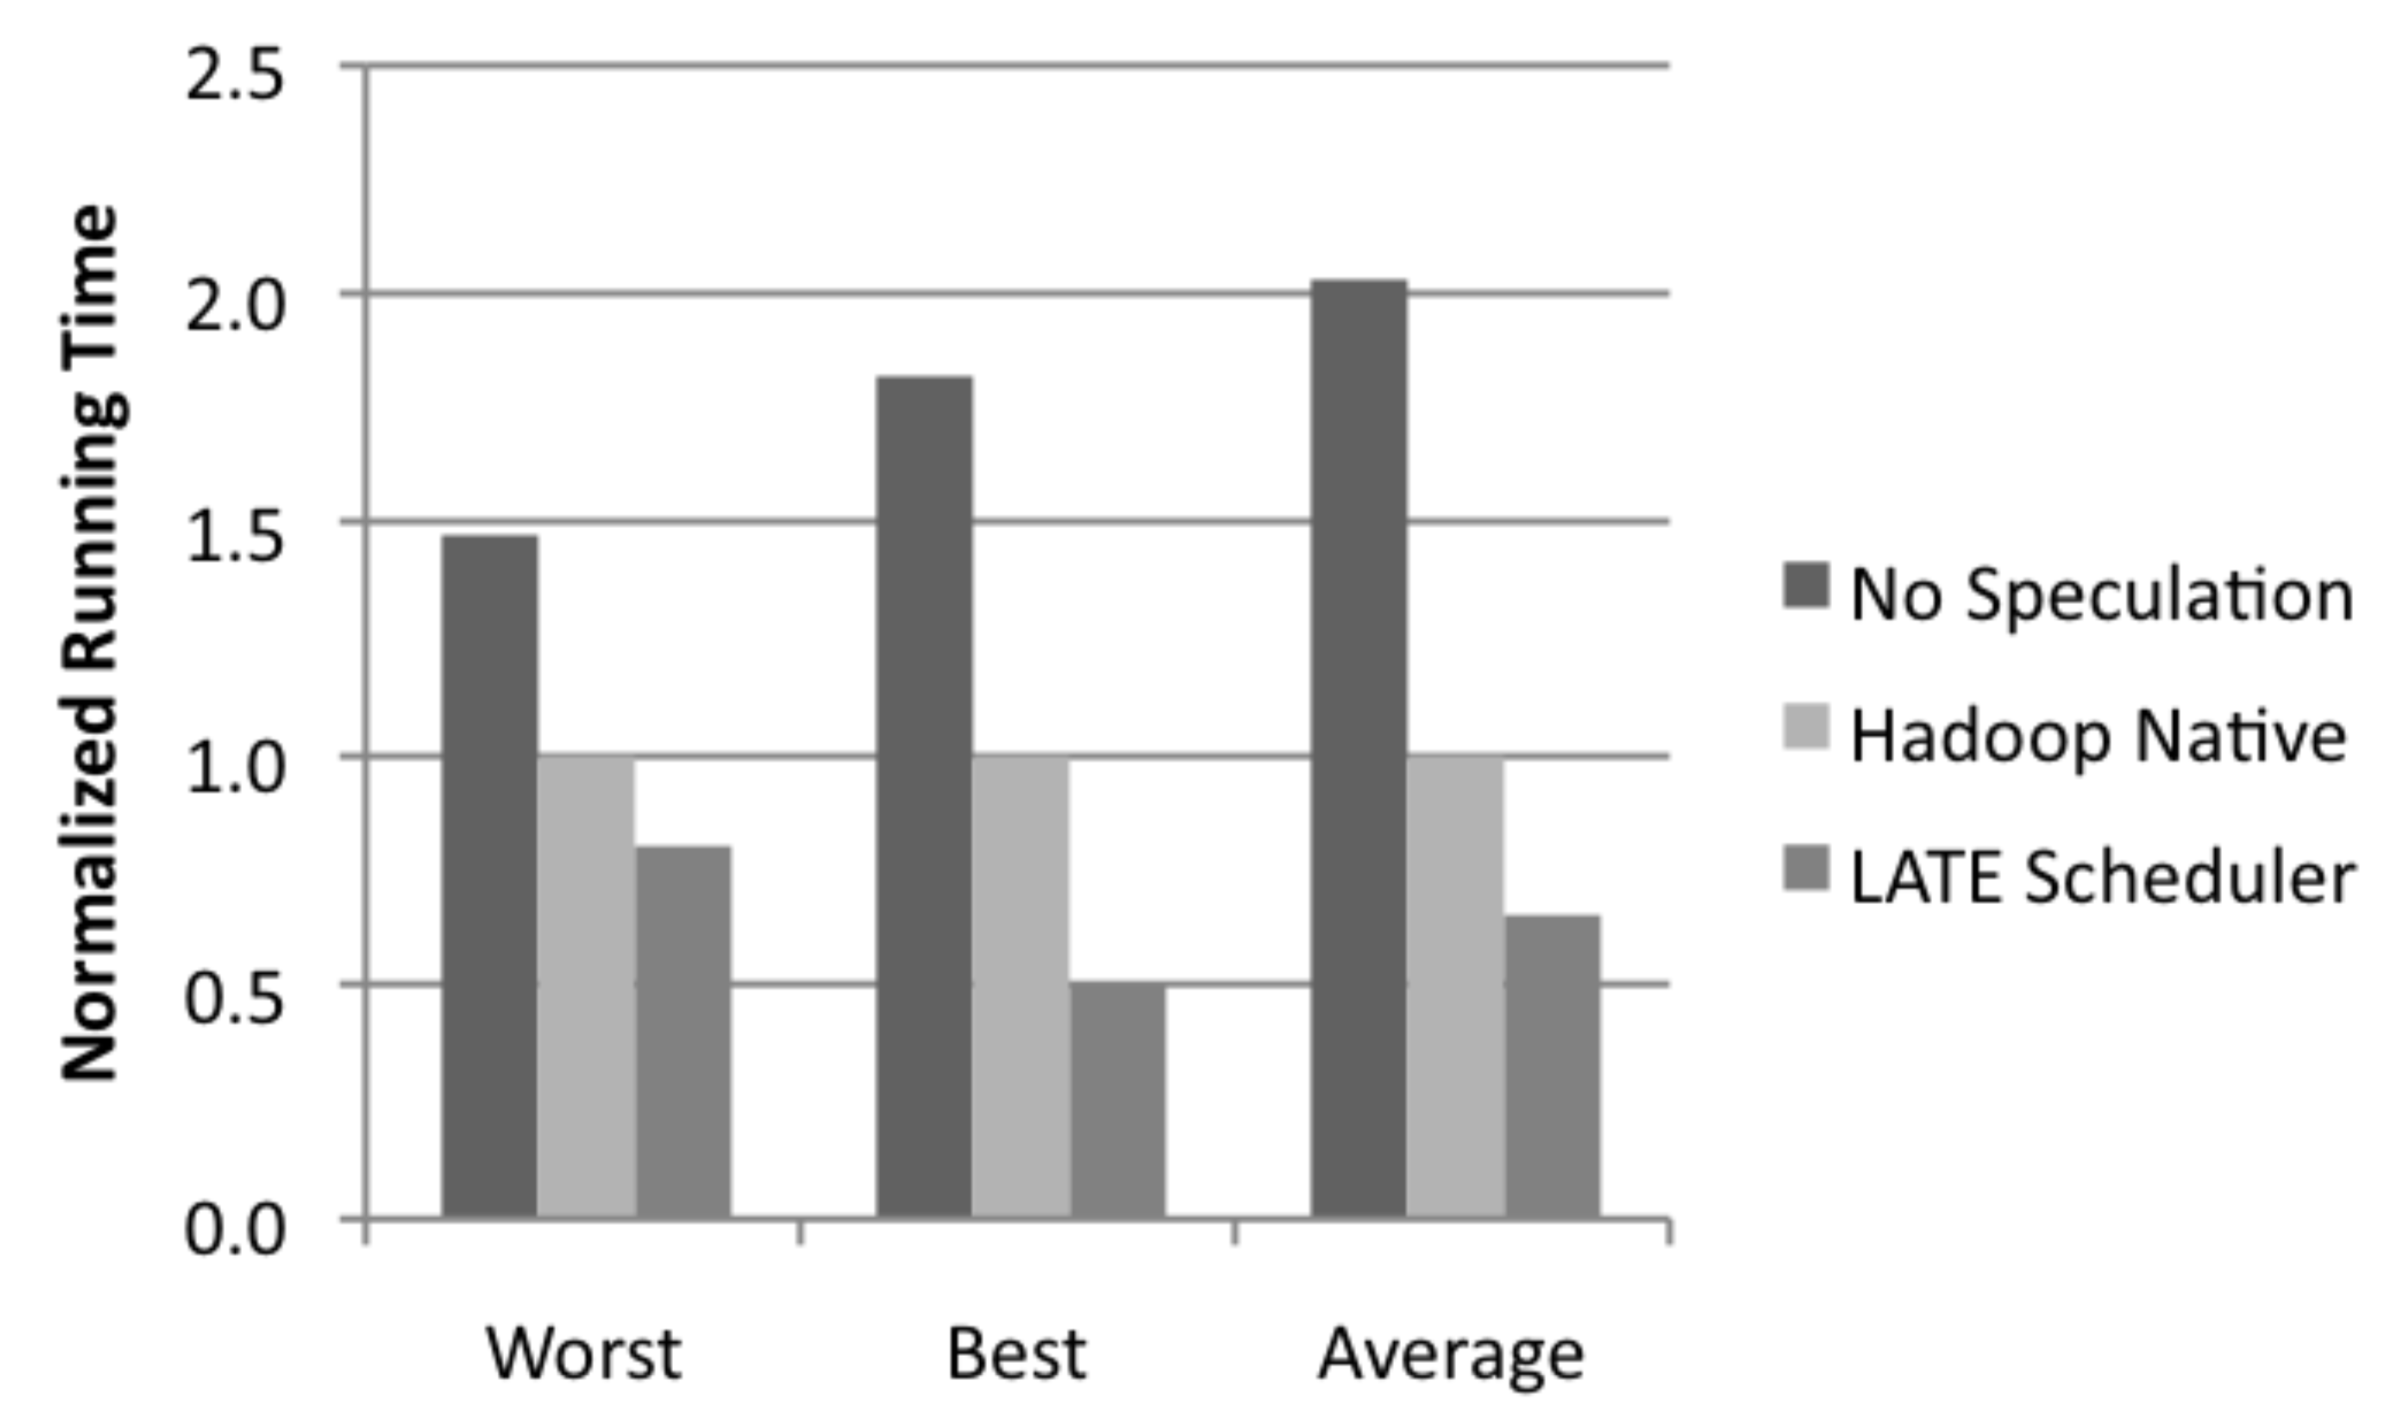 Normalized Running Time
2.5
2.0
1.5
1.0
0.5
0.0
Worst
Best
Average
No Speculation
Hadoop Native
LATE Scheduler